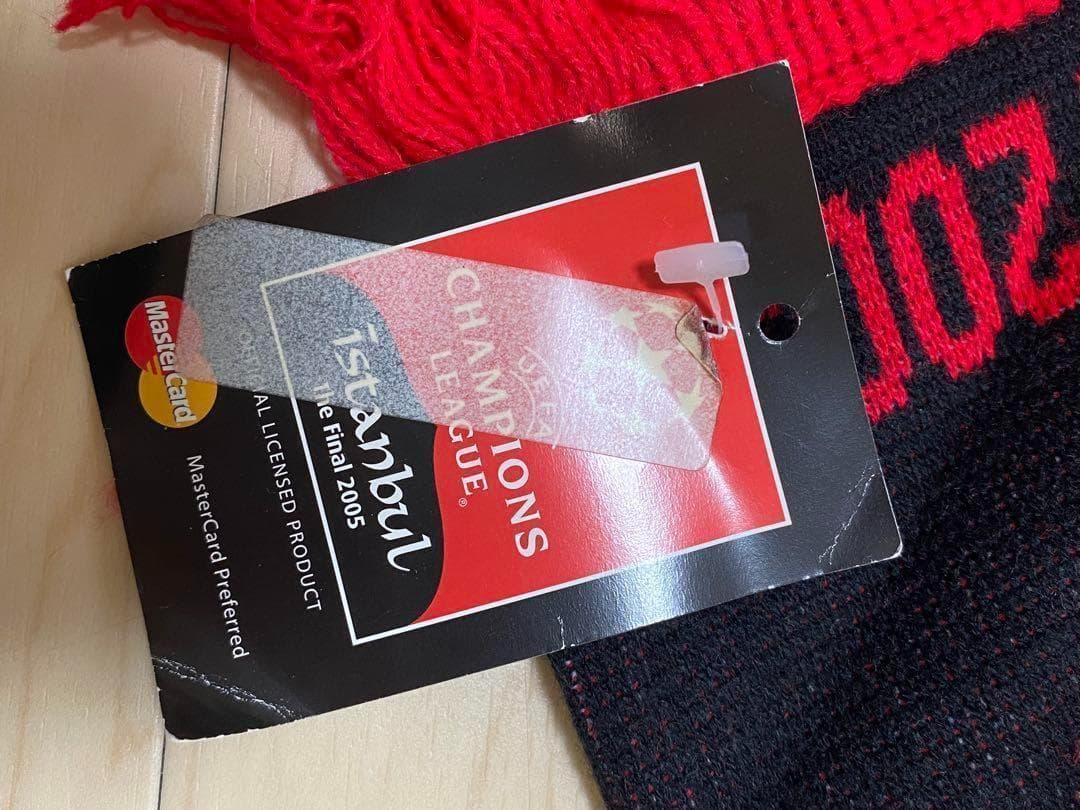 UEFA
CHAMPIONS
LEAGUE®
istanbul
The Final 2005
OFFICIAL LICENSED PRODUCT
MasterCard
MasterCard Preferred